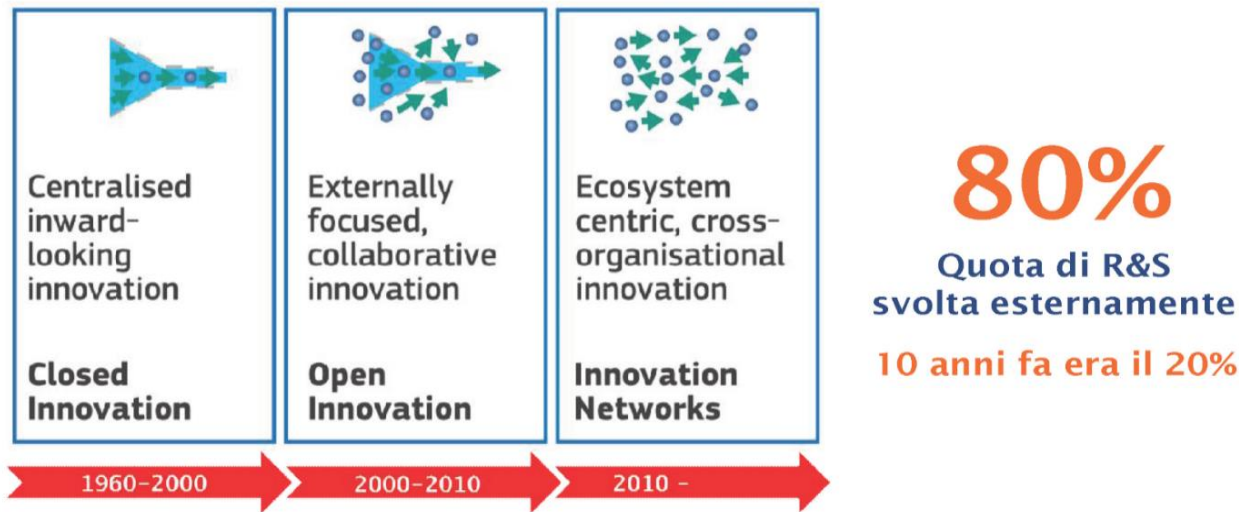 Centralised
inward-
looking
innovation
Closed
Innovation
1960-2000
Externally
focused,
collaborative
innovation
Open
Innovation
2000-2010
Ecosystem
centric, cross-
organisational
innovation
Innovation
Networks
2010 -
80%
Quota di R&S
svolta esternamente
10 anni fa era il 20%